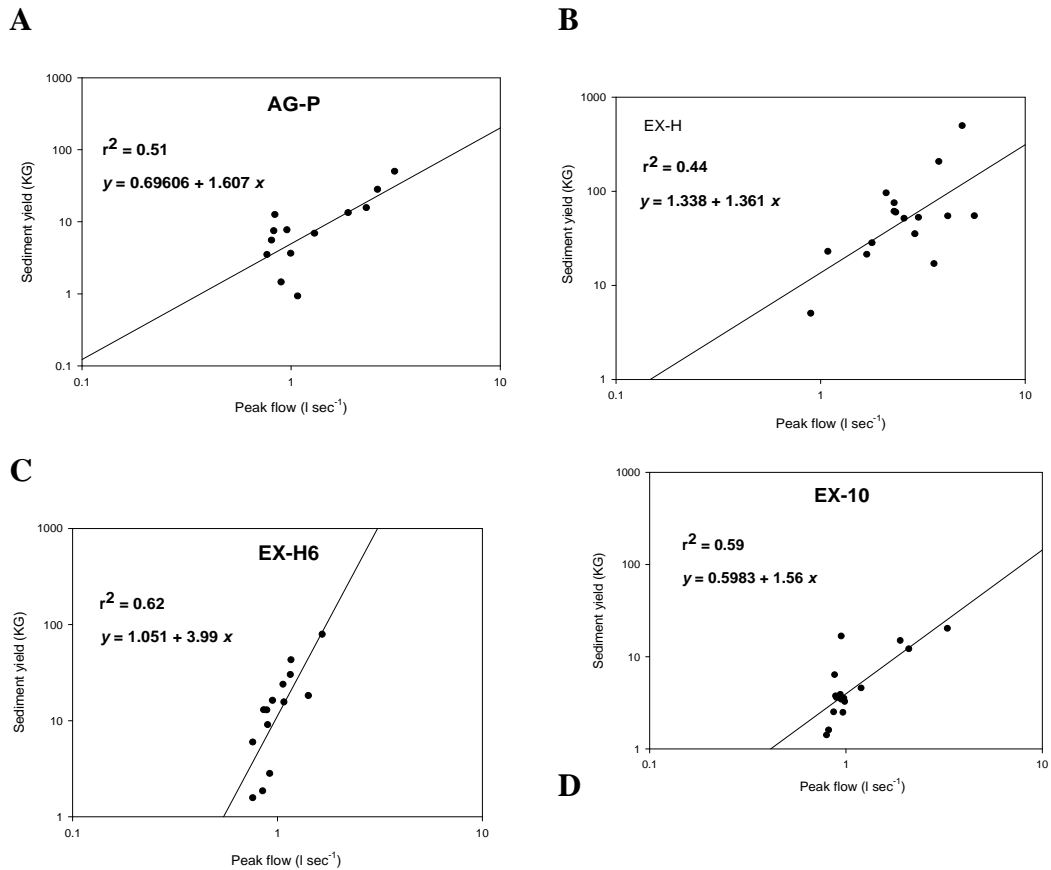 A
AG-P
r² = 0.51
y = 0.69606 + 1.607 x
Sediment yield (KG)
1000
100
10
1
0.1
0.1 1 10
Peak flow (l sec⁻¹)
B
EX-H
r² = 0.44
y = 1.338 + 1.361 x
Sediment yield (KG)
1000
100
10
1
0.1 1 10
Peak flow (l sec⁻¹)
C
EX-H6
r² = 0.62
y = 1.051 + 3.99 x
Sediment yield (KG)
1000
100
10
1
0.1 1 10
Peak flow (l sec⁻¹)
EX-10
r² = 0.59
y = 0.5983 + 1.56 x
Sediment yield (KG)
1000
100
10
1
0.1 1 10
Peak flow (l sec⁻¹)
D